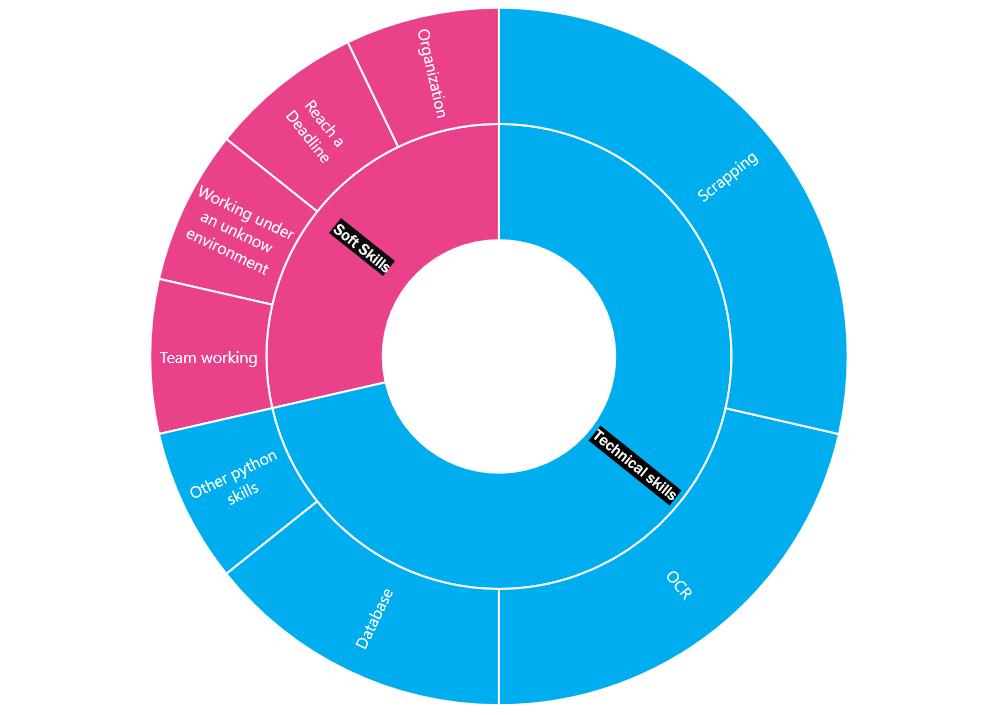 Organization
Reach a
Deadline
Working under
an unknow
environment
Team working
Soft Skills
Scrapping
Technical skills
OCR
Database
Other python
skills